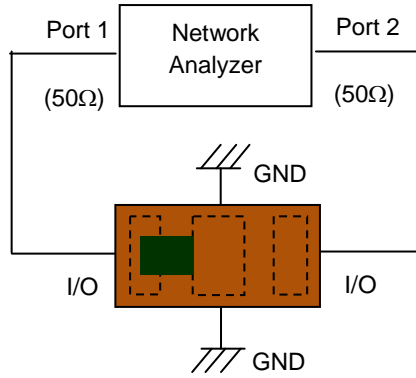 Port 1
Network
Analyzer
Port 2
(50Ω)
(50Ω)
GND
I/O
I/O
GND